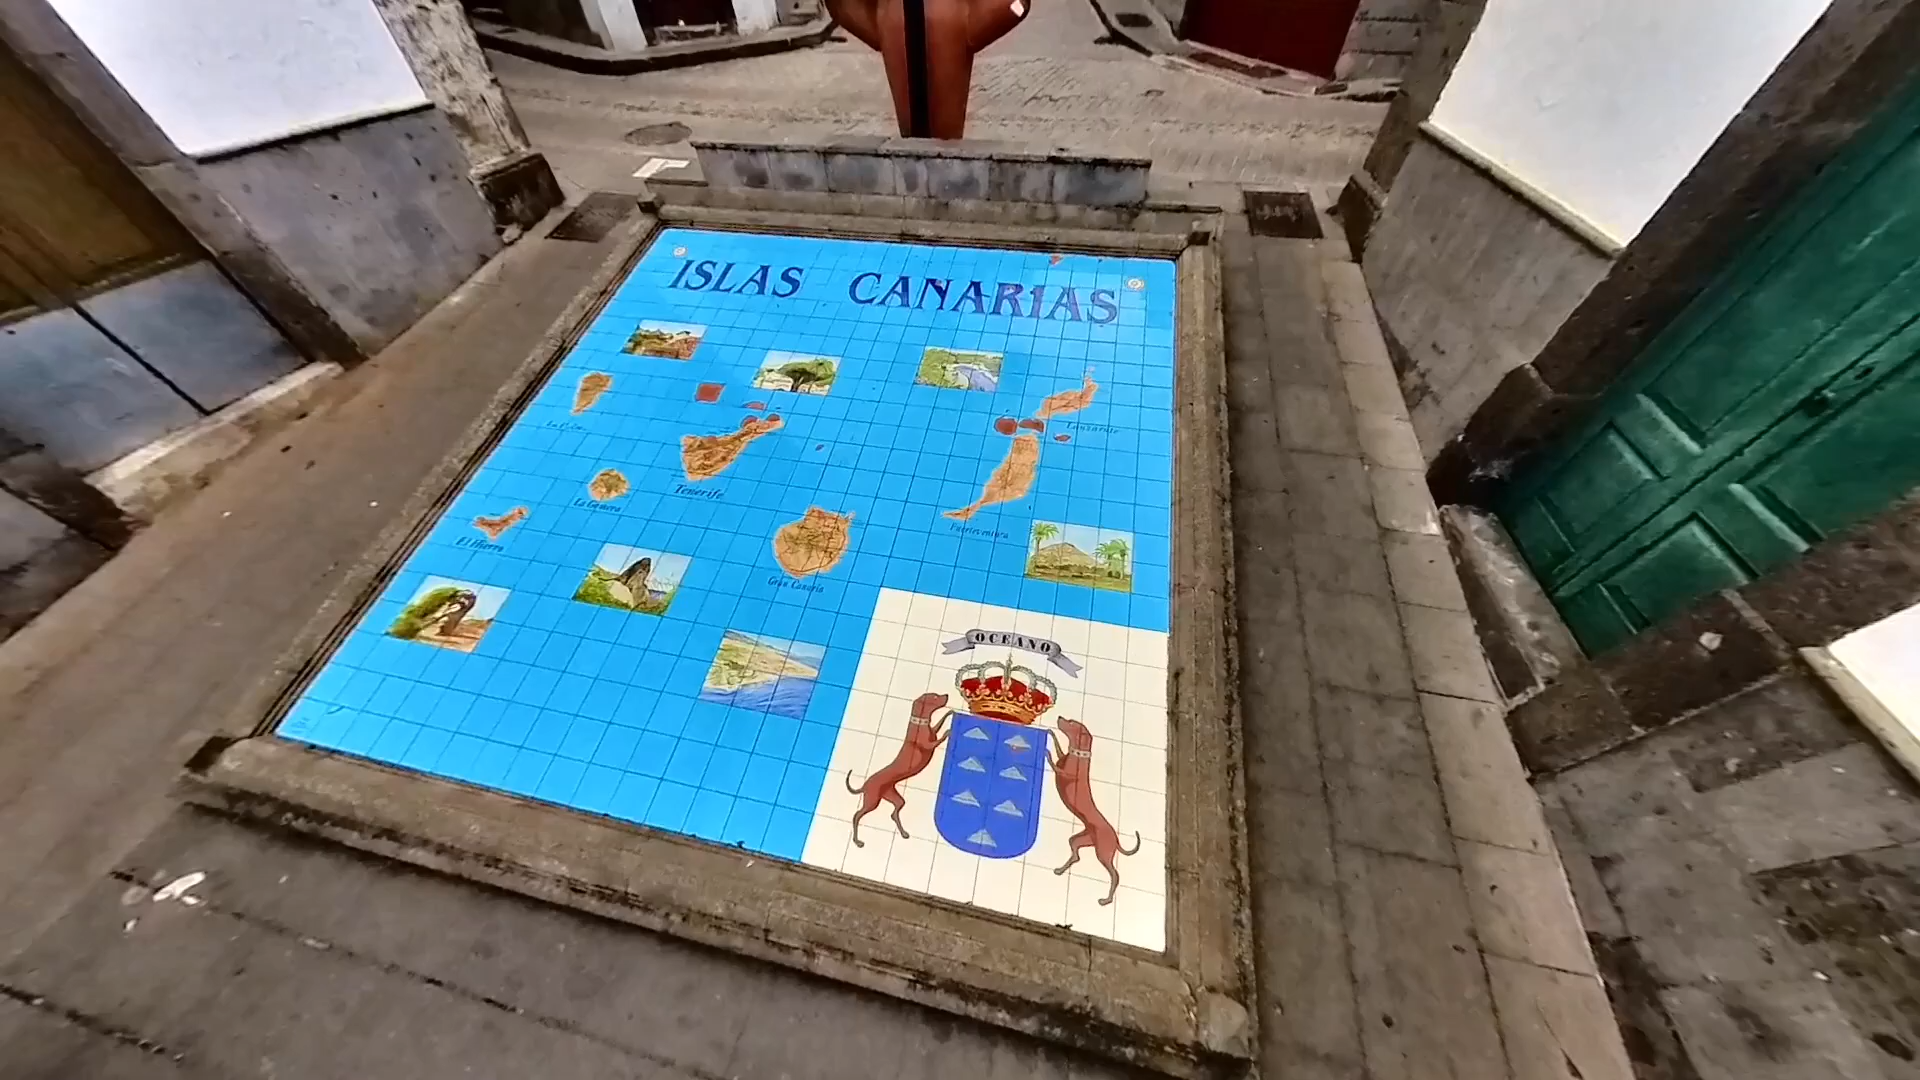 ISLAS CANARIAS
Lanzarote
Tenerife
La Gomera
Fuerteventura
El Hierro
Gran Canaria
OCEANO